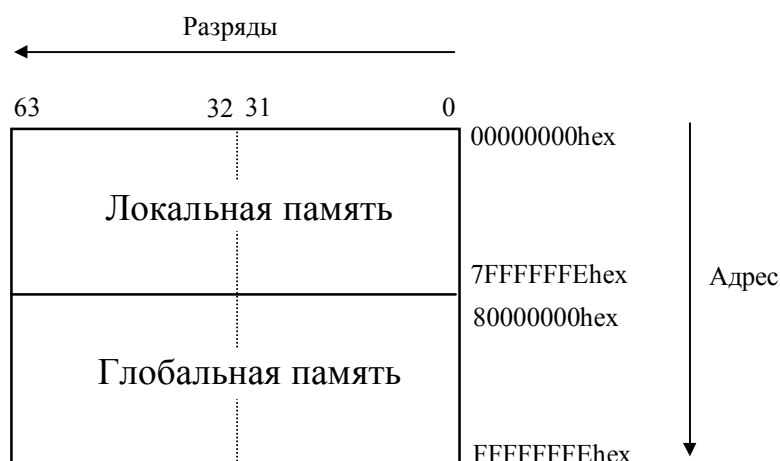 Разряды
63 32 31 0
00000000hex
Локальная память
7FFFFFFEhex
Адрес
80000000hex
Глобальная память
FFFFFFFEhex